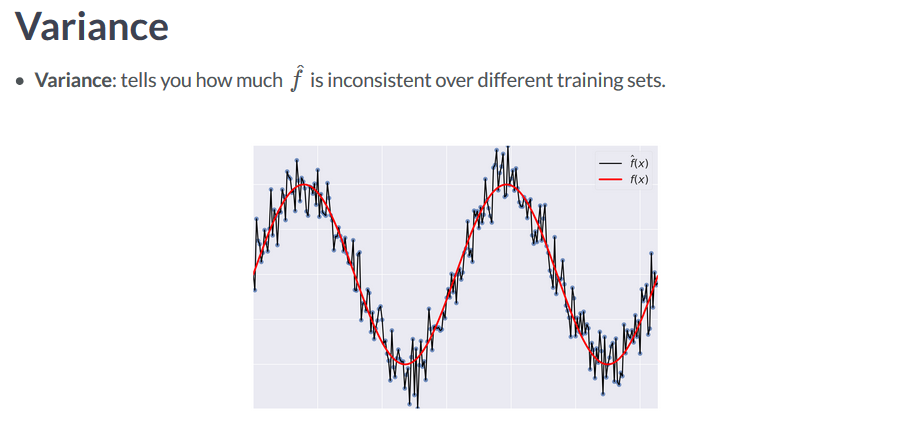 Variance
• Variance: tells you how much f̂ is inconsistent over different training sets.
f̂(x)
f(x)